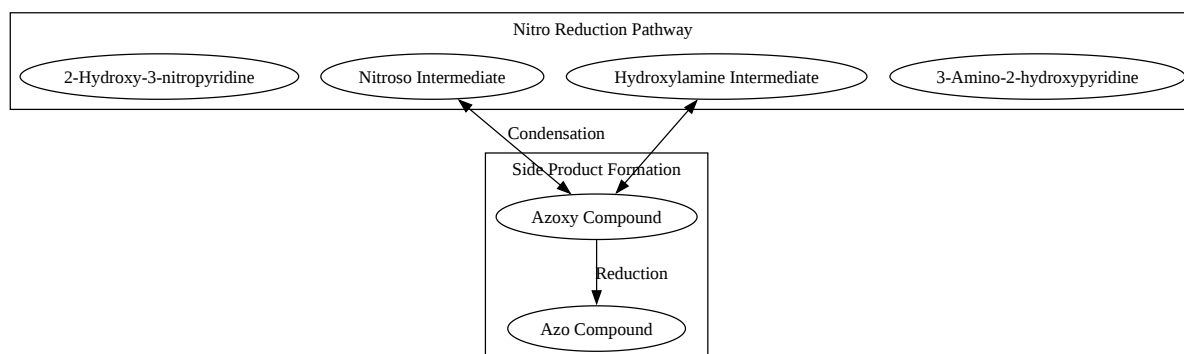 Nitro Reduction Pathway
2-Hydroxy-3-nitropyridine
Nitroso Intermediate
Hydroxylamine Intermediate
3-Amino-2-hydroxypyridine
Condensation
Side Product Formation
Azoxy Compound
Reduction
Azo Compound